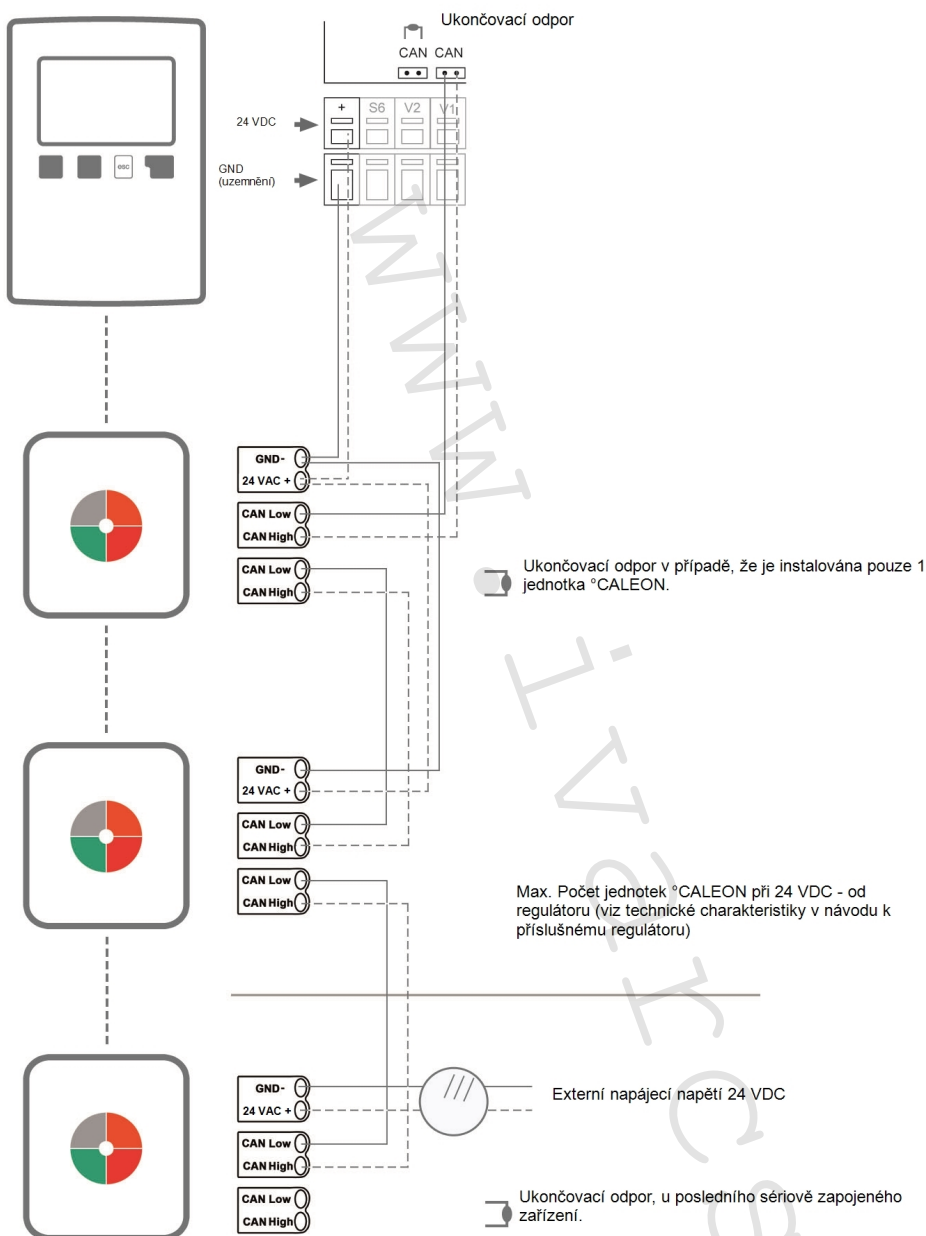 Ukončovací odpor
CAN CAN
+ S6 V2 V1
24 VDC
GND
(uzemnění)
esc
GND-
24 VAC +
CAN Low
CAN High
CAN Low
CAN High
Ukončovací odpor v případě, že je instalována pouze 1
jednotka °CALEON.
GND-
24 VAC +
CAN Low
CAN High
CAN Low
CAN High
Max. Počet jednotek °CALEON při 24 VDC - od
regulátoru (viz technické charakteristiky v návodu k
příslušnému regulátoru)
GND-
24 VAC +
Externí napájecí napětí 24 VDC
CAN Low
CAN High
CAN Low
CAN High
Ukončovací odpor, u posledního sériově zapojeného
zařízení.
www.ivarcs